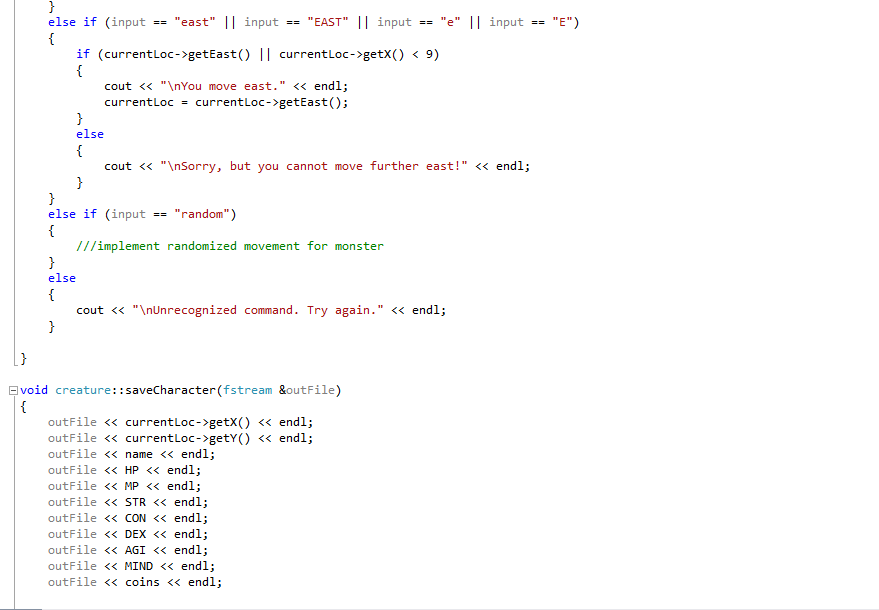 }
    else if (input == "east" || input == "EAST" || input == "e" || input == "E")
    {
        if (currentLoc->getEast() || currentLoc->getX() < 9)
        {
            cout << "\nYou move east." << endl;
            currentLoc = currentLoc->getEast();
        }
        else
        {
            cout << "\nSorry, but you cannot move further east!" << endl;
        }
    }
    else if (input == "random")
    {
        ///implement randomized movement for monster
    }
    else
    {
        cout << "\nUnrecognized command. Try again." << endl;
    }

}

void creature::saveCharacter(fstream &outFile)
{
    outFile << currentLoc->getX() << endl;
    outFile << currentLoc->getY() << endl;
    outFile << name << endl;
    outFile << HP << endl;
    outFile << MP << endl;
    outFile << STR << endl;
    outFile << CON << endl;
    outFile << DEX << endl;
    outFile << AGI << endl;
    outFile << MIND << endl;
    outFile << coins << endl;